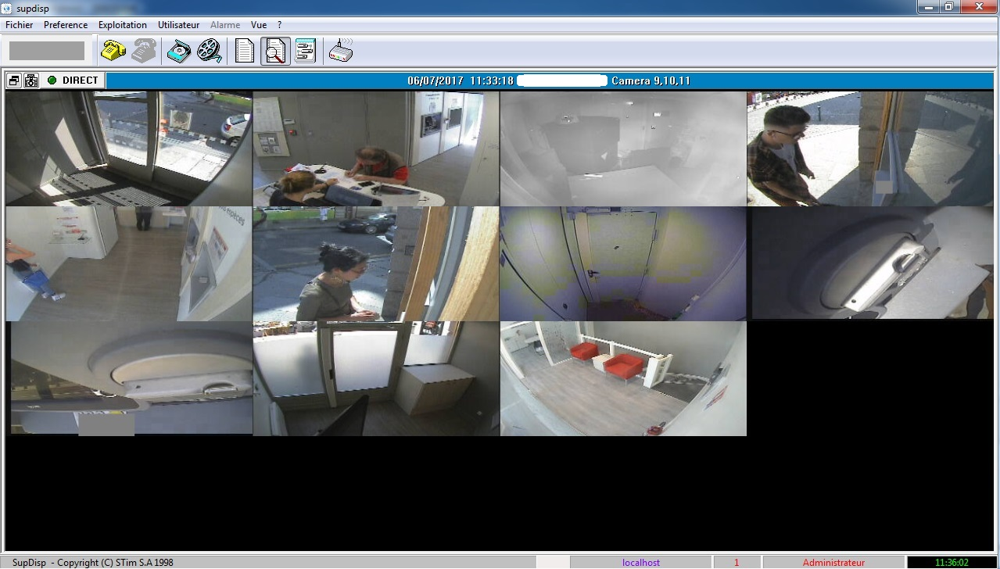 supdisp
Fichier Preference Exploitation Utilisateur Alarme Vue ?
DIRECT
06/07/2017 11:33:18 Camera 9,10,11
espèces
SupDisp - Copyright (C) STim S.A 1998 localhost 1 Administrateur 11:36:02